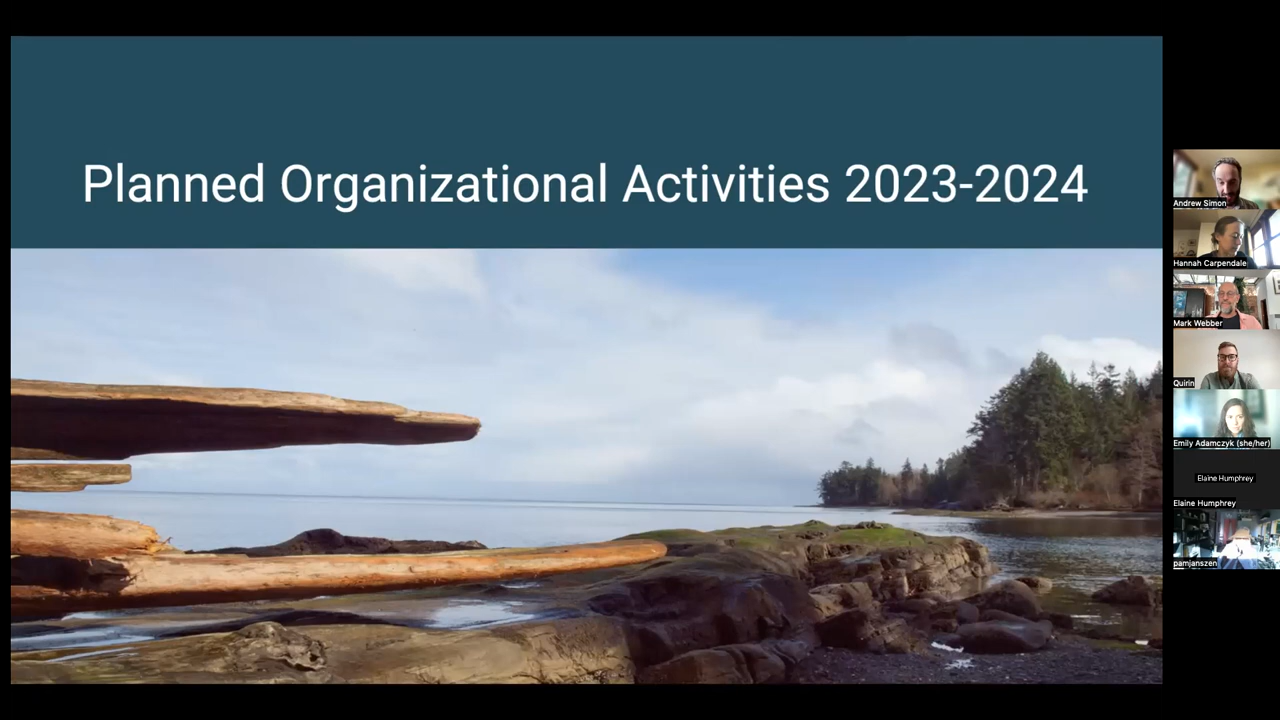 Planned Organizational Activities 2023-2024
Andrew Simon
Hannah Carpendale
Mark Webber
Quirin
Emily Adamczyk (she/her)
Elaine Humphrey
Elaine Humphrey
pamjanszen